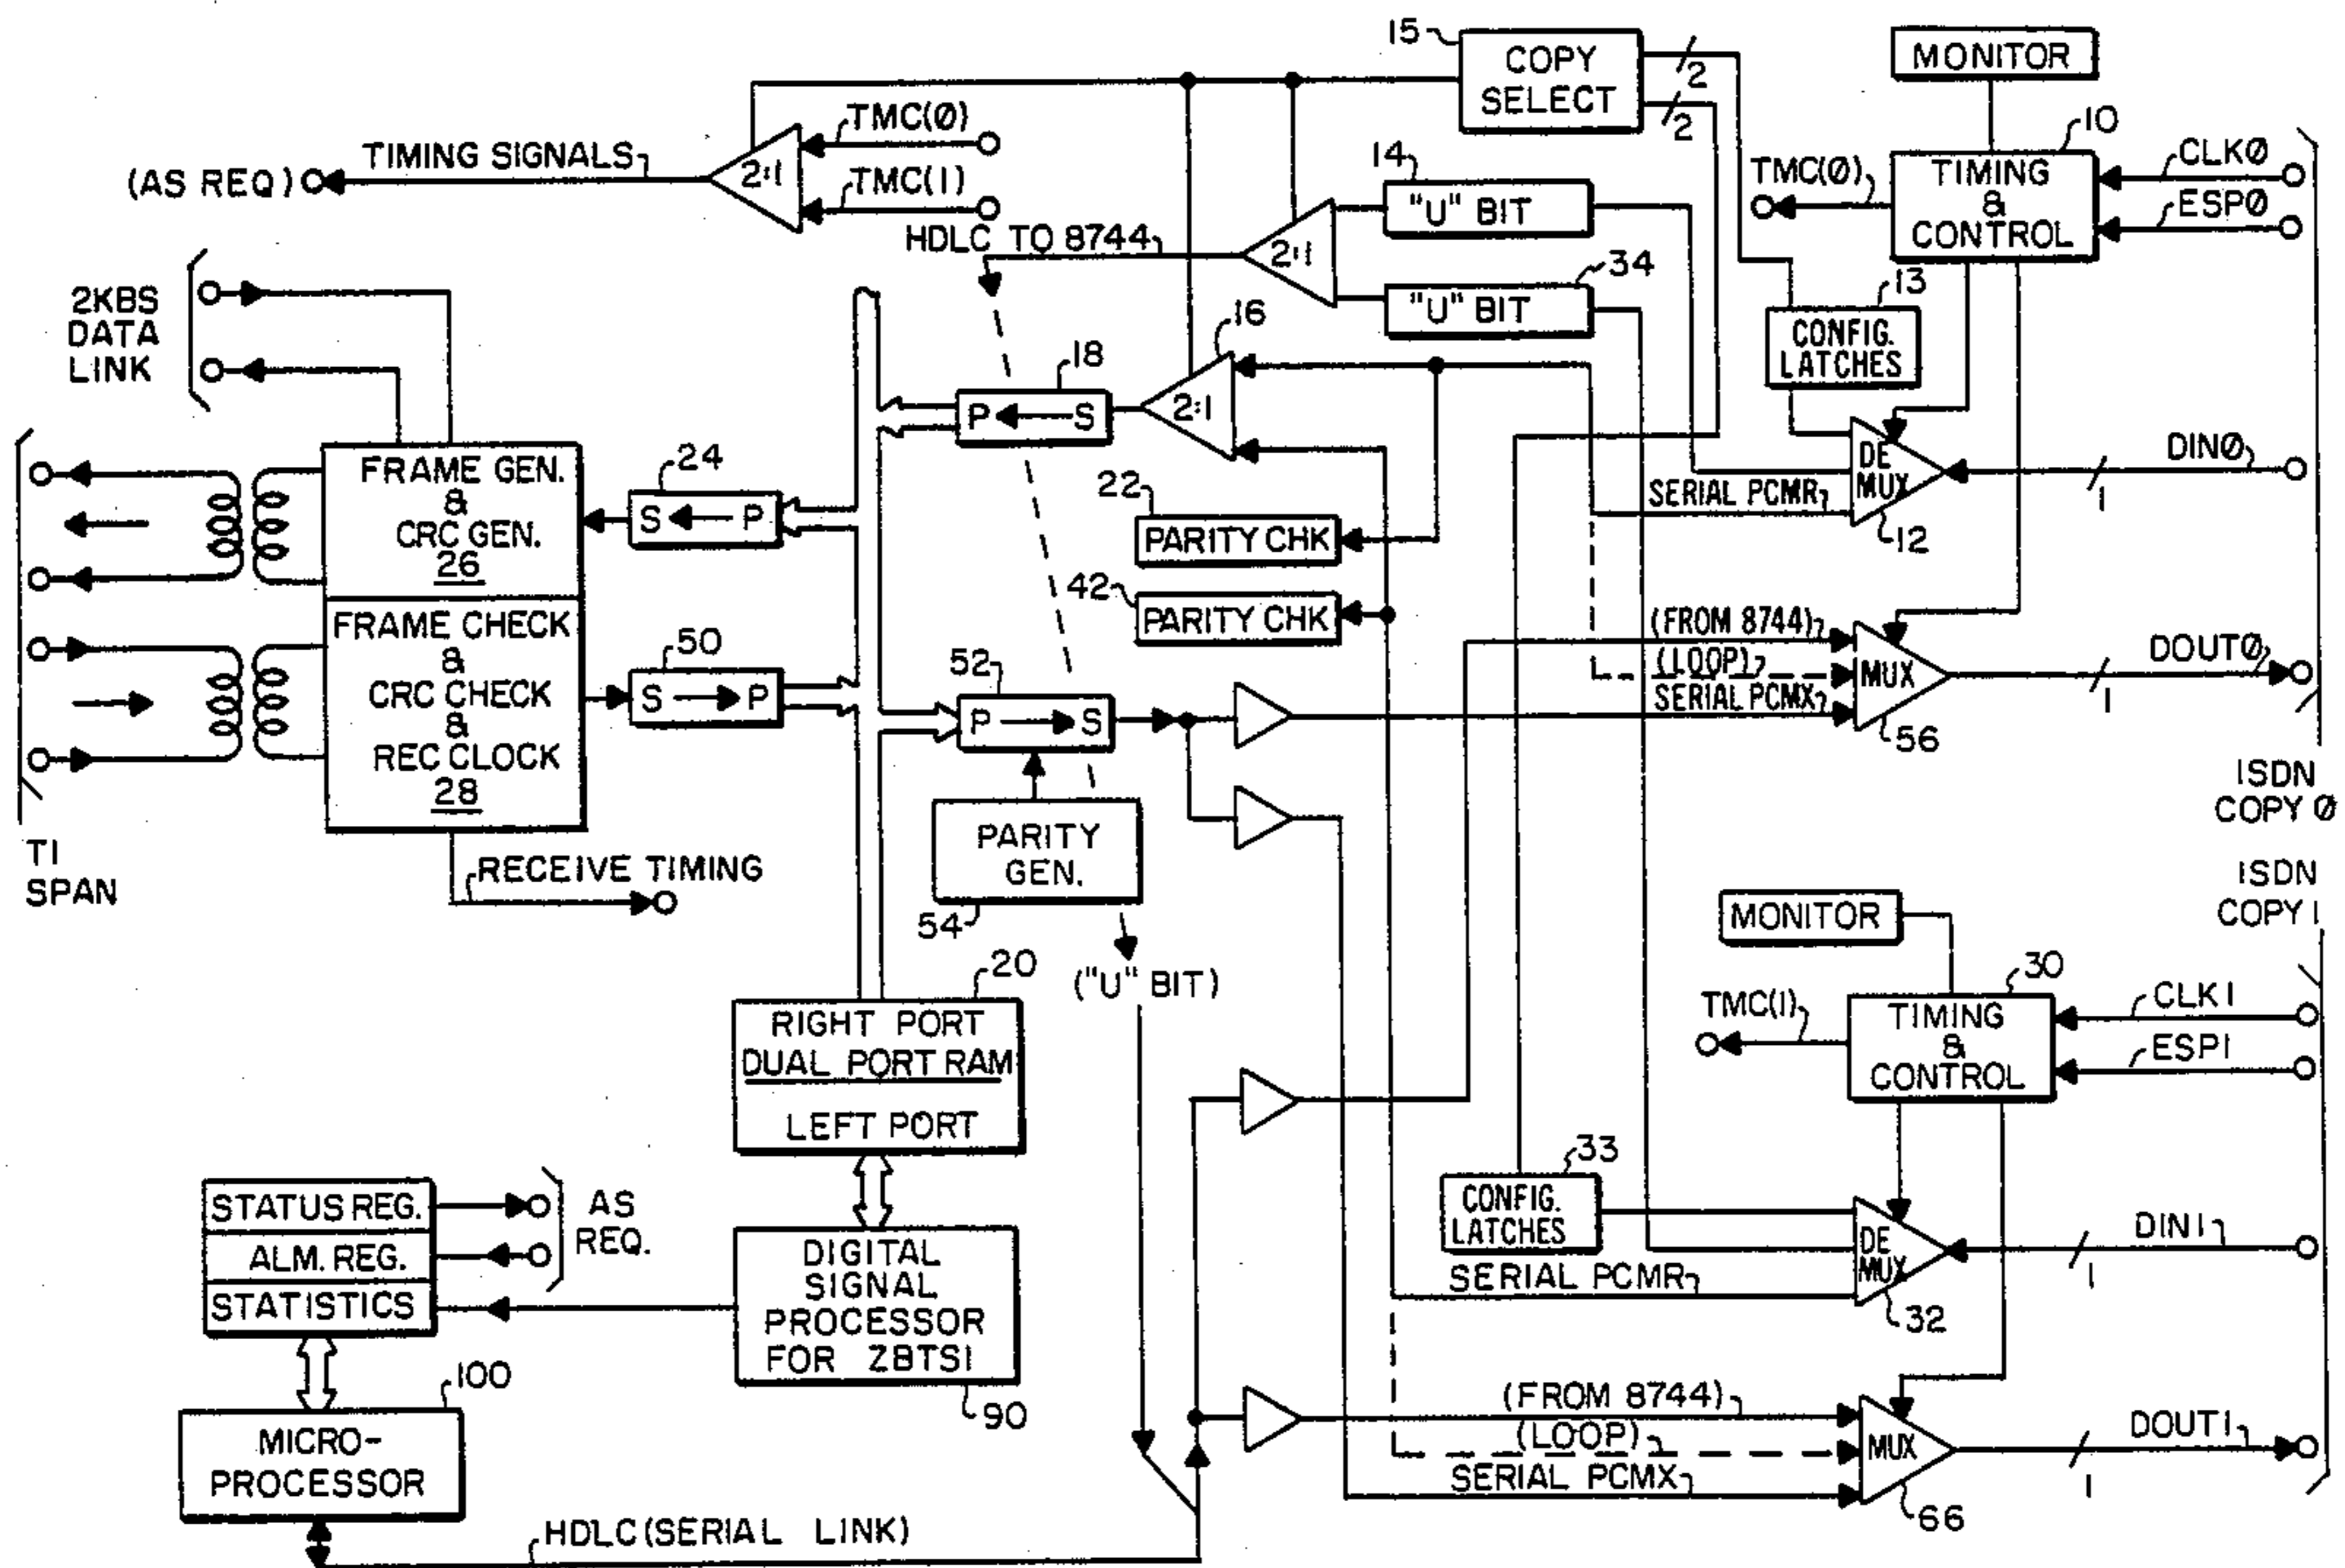 15
COPY
SELECT
2
2
MONITOR
10
TIMING
&
CONTROL
CLKØ
ESPØ
TMC(Ø)
TMC(Ø)
TMC(1)
2:1
TIMING SIGNALS
(AS REQ)
14
"U" BIT
HDLC TO 8744
2:1
34
"U" BIT
13
CONFIG.
LATCHES
2KBS
DATA
LINK
16
2:1
18
P S
DE
MUX
12
DINØ
1
SERIAL PCMR
FRAME GEN.
&
CRC GEN.
26
24
S P
22
PARITY CHK
42
PARITY CHK
FRAME CHECK
&
CRC CHECK
&
REC CLOCK
28
50
S P
52
P S
(FROM 8744)
(LOOP)
SERIAL PCMX
MUX
56
DOUTØ
1
ISDN
COPY Ø
T1
SPAN
RECEIVE TIMING
PARITY
GEN.
54
ISDN
COPY 1
MONITOR
("U" BIT)
20
RIGHT PORT
DUAL PORT RAM
LEFT PORT
30
TIMING
&
CONTROL
TMC(1)
CLK1
ESP1
33
CONFIG.
LATCHES
STATUS REG.
ALM. REG.
STATISTICS
AS
REQ.
DIGITAL
SIGNAL
PROCESSOR
FOR ZBTSI
90
DE
MUX
32
DIN1
1
SERIAL PCMR
100
MICRO-
PROCESSOR
(FROM 8744)
(LOOP)
SERIAL PCMX
MUX
66
DOUT1
1
HDLC (SERIAL LINK)